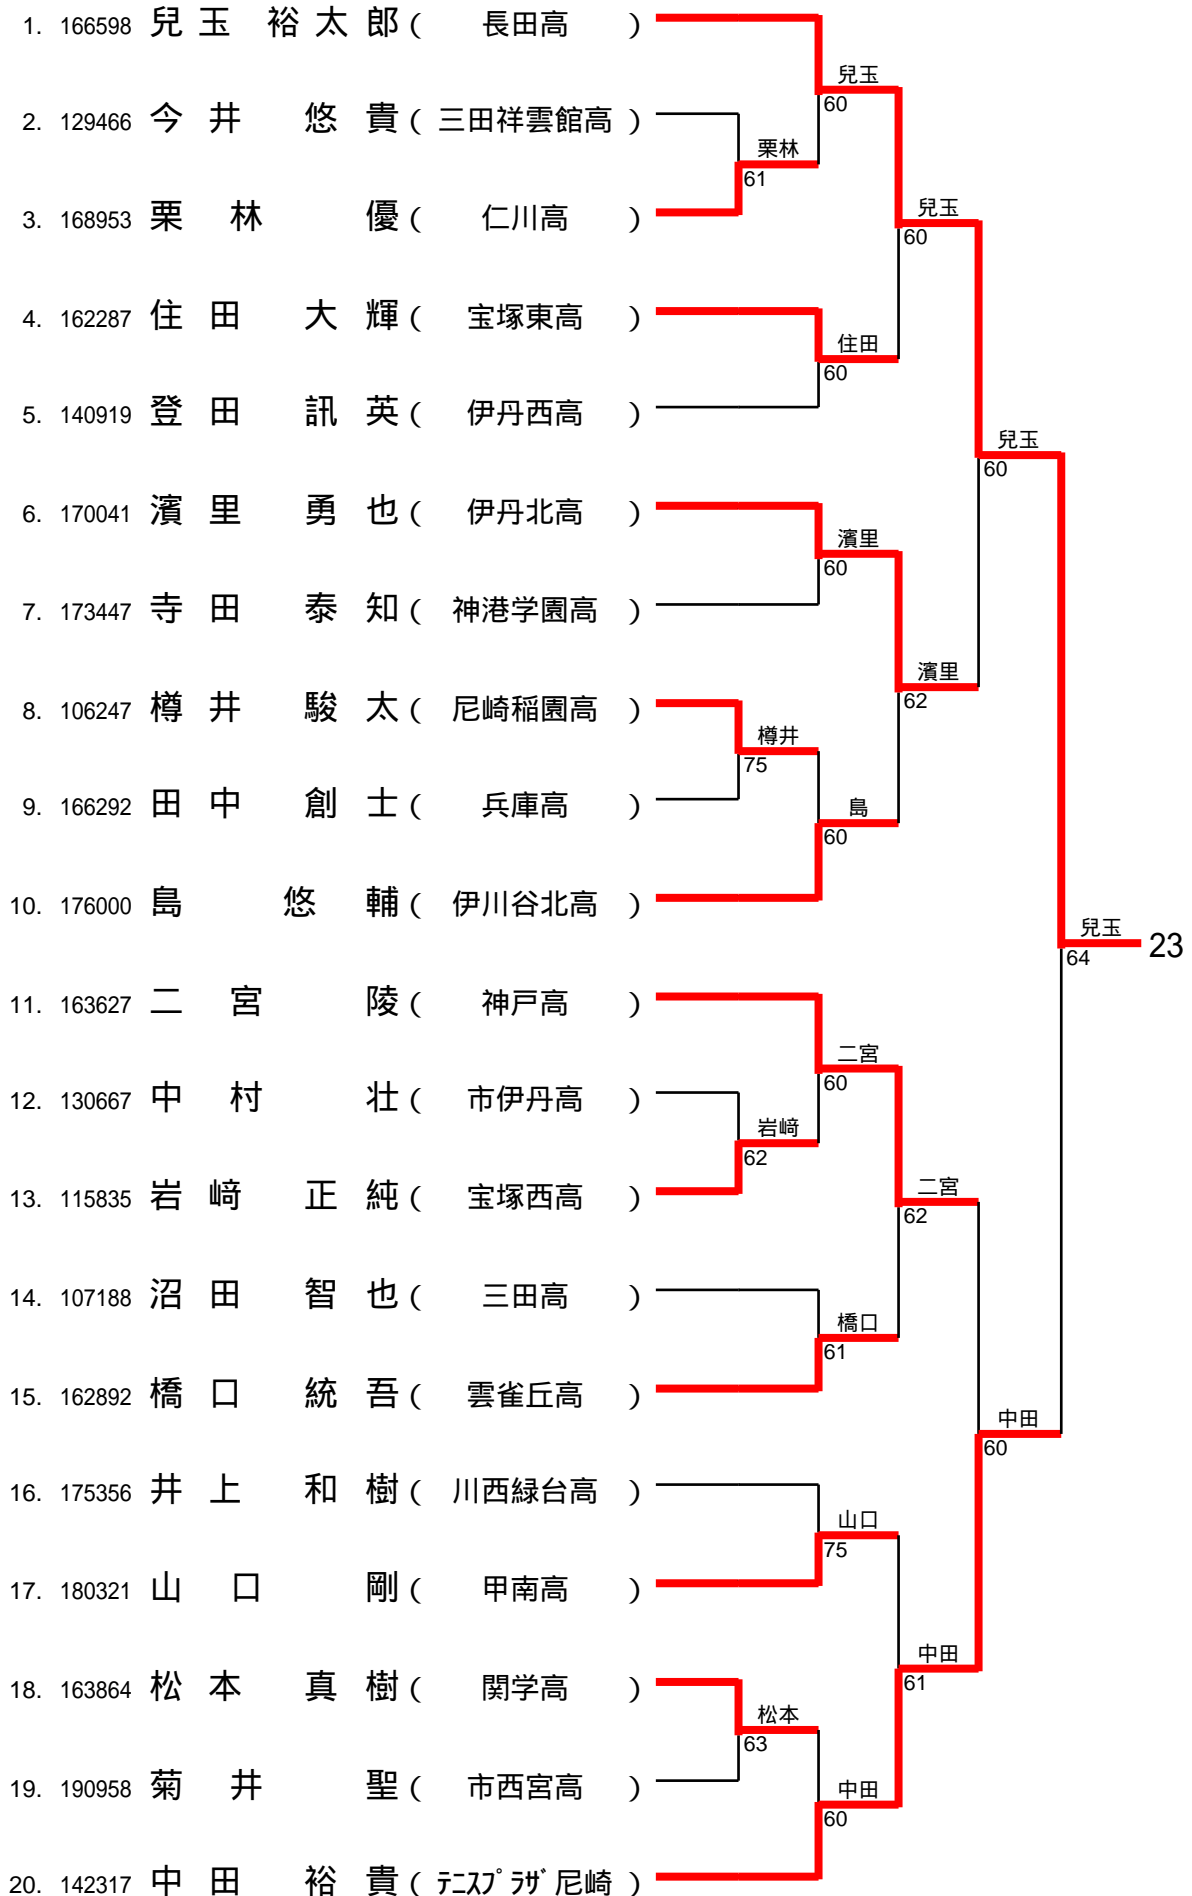 1. 166598 兒玉 裕太郎 ( 長田高 )
兒玉
60
2. 129466 今井 悠貴 ( 三田祥雲館高 )
栗林
61
3. 168953 栗林 優 ( 仁川高 )
兒玉
60
4. 162287 住田 大輝 ( 宝塚東高 )
住田
60
5. 140919 登田 訊英 ( 伊丹西高 )
兒玉
60
6. 170041 濱里 勇也 ( 伊丹北高 )
濱里
60
7. 173447 寺田 泰知 ( 神港学園高 )
濱里
62
8. 106247 樽井 駿太 ( 尼崎稲園高 )
樽井
75
9. 166292 田中 創士 ( 兵庫高 )
島
60
10. 176000 島 悠輔 ( 伊川谷北高 )
兒玉
64
23
11. 163627 二宮 陵 ( 神戸高 )
二宮
60
12. 130667 中村 壮 ( 市伊丹高 )
岩﨑
62
13. 115835 岩﨑 正純 ( 宝塚西高 )
二宮
62
14. 107188 沼田 智也 ( 三田高 )
橋口
61
15. 162892 橋口 統吾 ( 雲雀丘高 )
中田
60
16. 175356 井上 和樹 ( 川西緑台高 )
山口
75
17. 180321 山口 剛 ( 甲南高 )
中田
61
18. 163864 松本 真樹 ( 関学高 )
松本
63
19. 190958 菊井 聖 ( 市西宮高 )
中田
60
20. 142317 中田 裕貴 ( ﾃﾆｽﾌﾟﾗｻﾞ尼崎 )